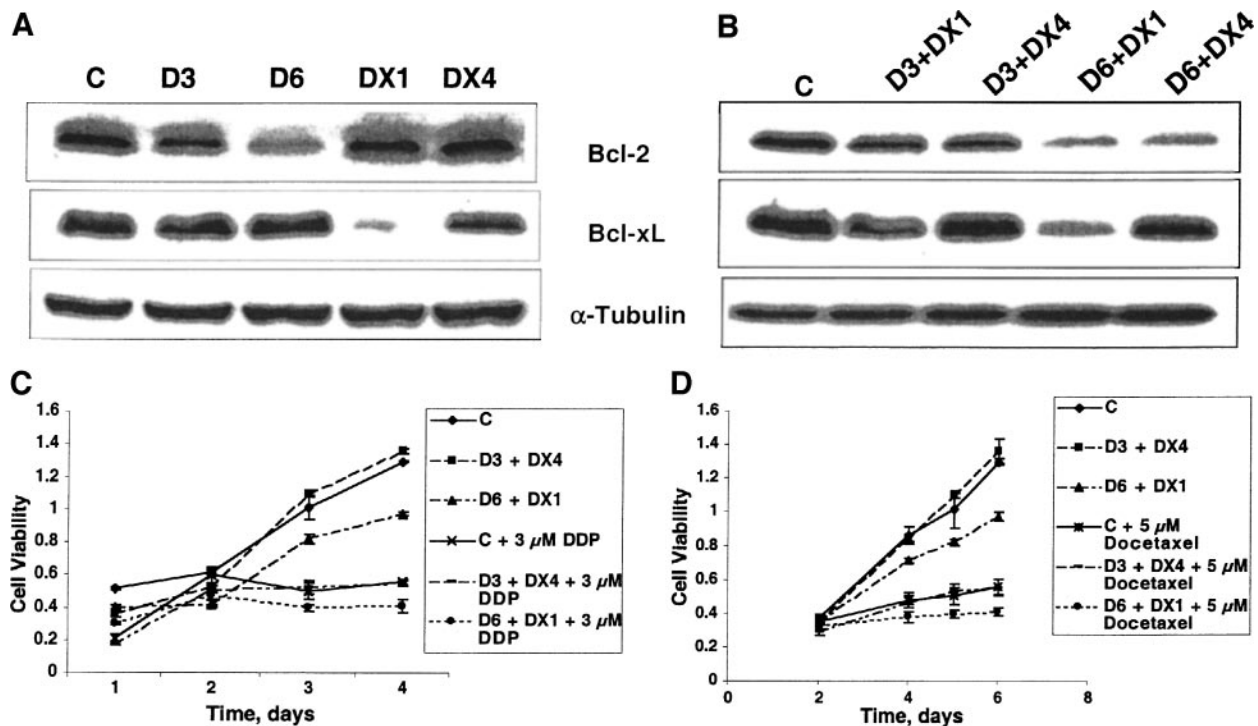 A
C D3 D6 DX1 DX4
Bcl-2
Bcl-xL
α-Tubulin
B
C D3+DX1 D3+DX4 D6+DX1 D6+DX4
C
Cell Viability
1.6
1.4
1.2
1
0.8
0.6
0.4
0.2
0
1 2 3 4
Time, days
C
D3 + DX4
D6 + DX1
C + 3 μM DDP
D3 + DX4 + 3 μM
DDP
D6 + DX1 + 3 μM
DDP
D
Cell Viability
1.6
1.4
1.2
1
0.8
0.6
0.4
0.2
0
0 2 4 6 8
Time, days
C
D3 + DX4
D6 + DX1
C + 5 μM
Docetaxel
D3 + DX4 + 5 μM
Docetaxel
D6 + DX1 + 5 μM
Docetaxel